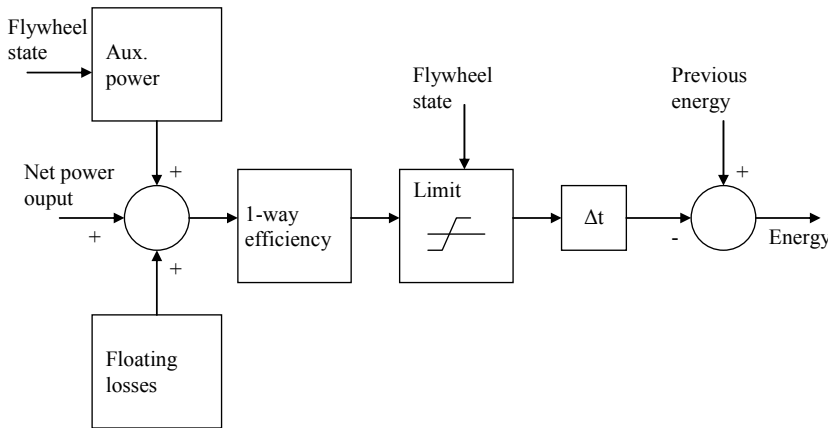 Flywheel
state
Aux.
power
Flywheel
state
Previous
energy
Net power
ouput
+
+
+
1-way
efficiency
Limit
Δt
+
-
Energy
Floating
losses